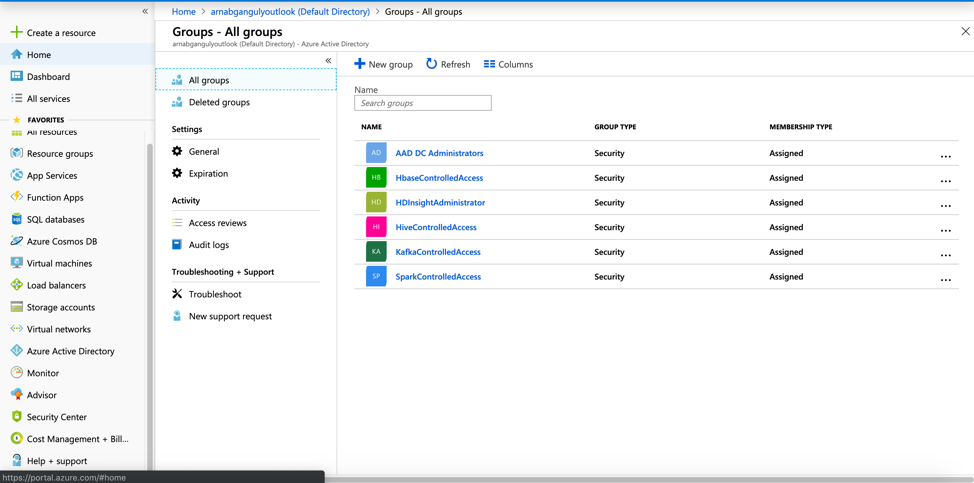 «
Create a resource
Home
Dashboard
All services
FAVORITES
All resources
Resource groups
App Services
Function Apps
SQL databases
Azure Cosmos DB
Virtual machines
Load balancers
Storage accounts
Virtual networks
Azure Active Directory
Monitor
Advisor
Security Center
Cost Management + Bill...
Help + support
https://portal.azure.com/#home
Home > arnabgangulyoutlook (Default Directory) > Groups - All groups
Groups - All groups
arnabgangulyoutlook (Default Directory) - Azure Active Directory
«
All groups
Deleted groups
Settings
General
Expiration
Activity
Access reviews
Audit logs
Troubleshooting + Support
Troubleshoot
New support request
New group Refresh Columns
Name
Search groups
NAME GROUP TYPE MEMBERSHIP TYPE
AD AAD DC Administrators Security Assigned ...
HB HbaseControlledAccess Security Assigned ...
HD HDInsightAdministrator Security Assigned ...
HI HiveControlledAccess Security Assigned ...
KA KafkaControlledAccess Security Assigned ...
SP SparkControlledAccess Security Assigned ...